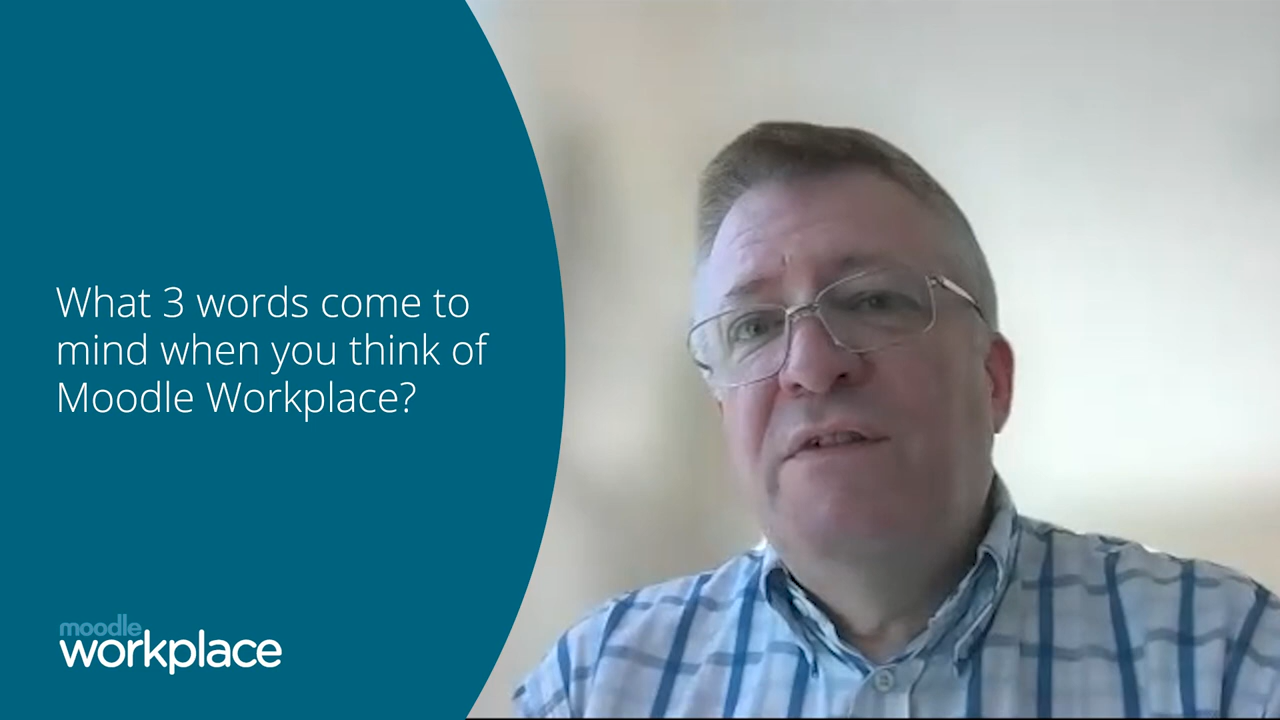 What 3 words come to
mind when you think of
Moodle Workplace?
moodle
workplace